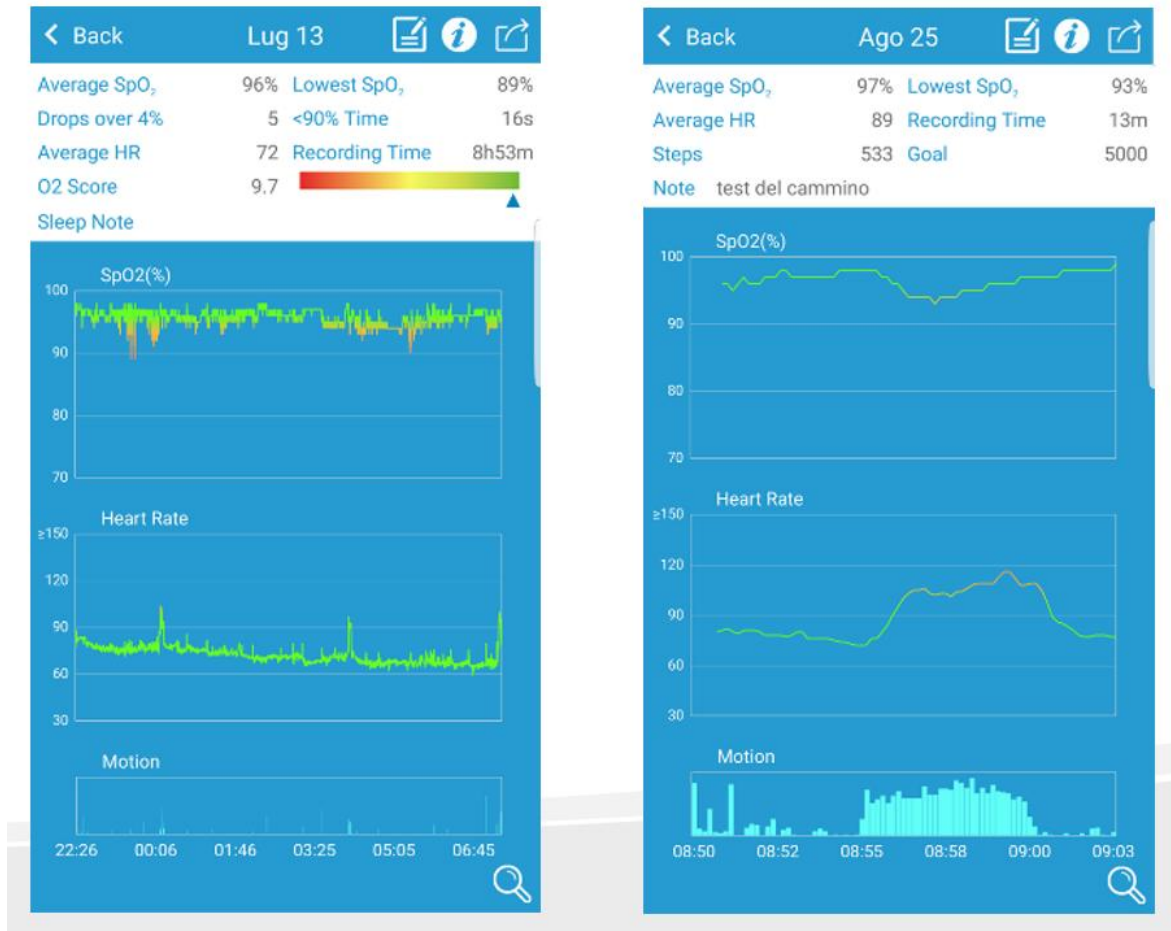 Back Lug 13
Average SpO₂ 96% Lowest SpO₂ 89%
Drops over 4% 5 <90% Time 16s
Average HR 72 Recording Time 8h53m
O2 Score 9.7
Sleep Note
SpO2(%)
100
90
80
70
Heart Rate
≥150
120
90
60
30
Motion
22:26 00:06 01:46 03:25 05:05 06:45
Back Ago 25
Average SpO₂ 97% Lowest SpO₂ 93%
Average HR 89 Recording Time 13m
Steps 533 Goal 5000
Note test del cammino
SpO2(%)
100
90
80
70
Heart Rate
≥150
120
90
60
30
Motion
08:50 08:52 08:55 08:58 09:00 09:03